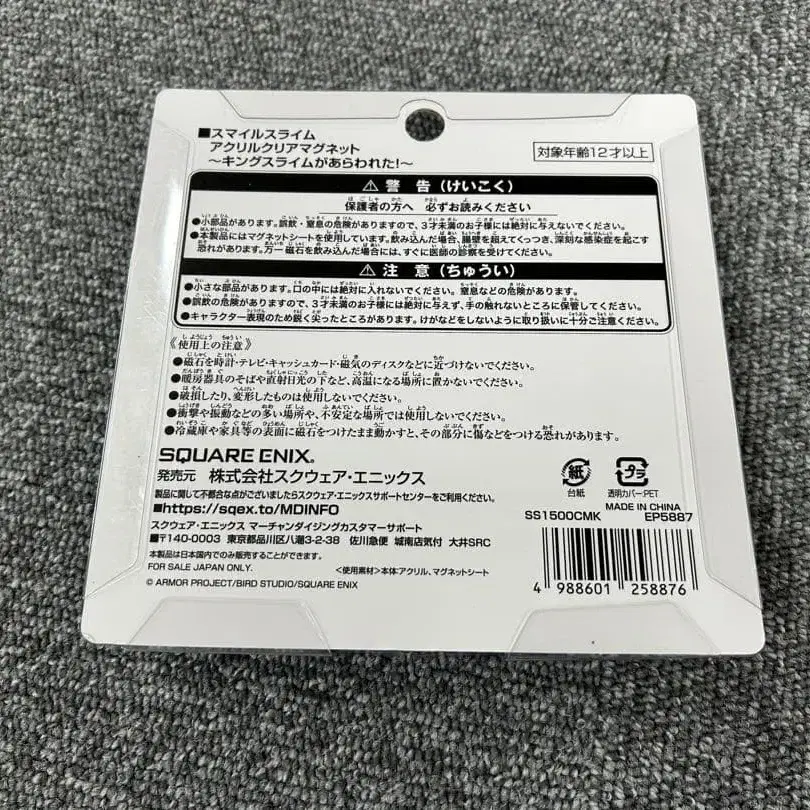 ■スマイルスライム
アクリルクリアマグネット
～キングスライムがあらわれた!～
対象年齢12才以上
⚠警告(けいこく)
保護者の方へ 必ずお読みください
●小部品があります。誤飲・窒息の危険がありますので、3才未満のお子様には絶対に与えないでください。
●本製品にはマグネットシートを使用しています。飲み込んだ場合、腸壁を超えてくっつき、深刻な感染症を起こす
恐れがあります。万一磁石を飲み込んだ場合には、すぐに医師の診察を受けてください。
⚠注意(ちゅうい)
●小さな部品があります。口の中には絶対に入れないでください。窒息などの危険があります。
●誤飲の危険がありますので、3才未満のお子様には絶対に与えず、手の触れないところに保管してください。
●キャラクター表現のため鋭く尖ったところがあります。けがなどをしないように取り扱いに十分ご注意ください。
《使用上の注意》
●磁石を時計・テレビ・キャッシュカード・磁気のディスクなどに近づけないでください。
●暖房器具のそばや直射日光の下など、高温になる場所に置かないでください。
●破損したり、変形したものは使用しないでください。
●衝撃や振動などの多い場所や、不安定な場所では使用しないでください。
●冷蔵庫や家具等の表面に磁石をつけたまま動かすと、その部分に傷などをつける恐れがあります。
SQUARE ENIX®
発売元 株式会社スクウェア・エニックス
製品に関して不都合な点がございましたらスクウェア・エニックスサポートセンターをご利用ください。
■https://sqex.to/MDINFO
スクウェア・エニックス マーチャンダイジングカスタマーサポート
■〒140-0003 東京都品川区八潮3-2-38 佐川急便 城南店気付 大井SRC
本製品は日本国内でのみ販売することができます。
FOR SALE JAPAN ONLY.
<使用素材>本体:アクリル、マグネットシート
© ARMOR PROJECT/BIRD STUDIO/SQUARE ENIX
紙
台紙
プラ
透明カバー:PET
MADE IN CHINA
SS1500CMK
EP5887
4 988601 258876